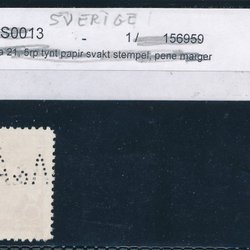 SVERIGE
S0013 - 1/ 156959
21, 5rp tynt papir svakt stempel, pene marger
A.A